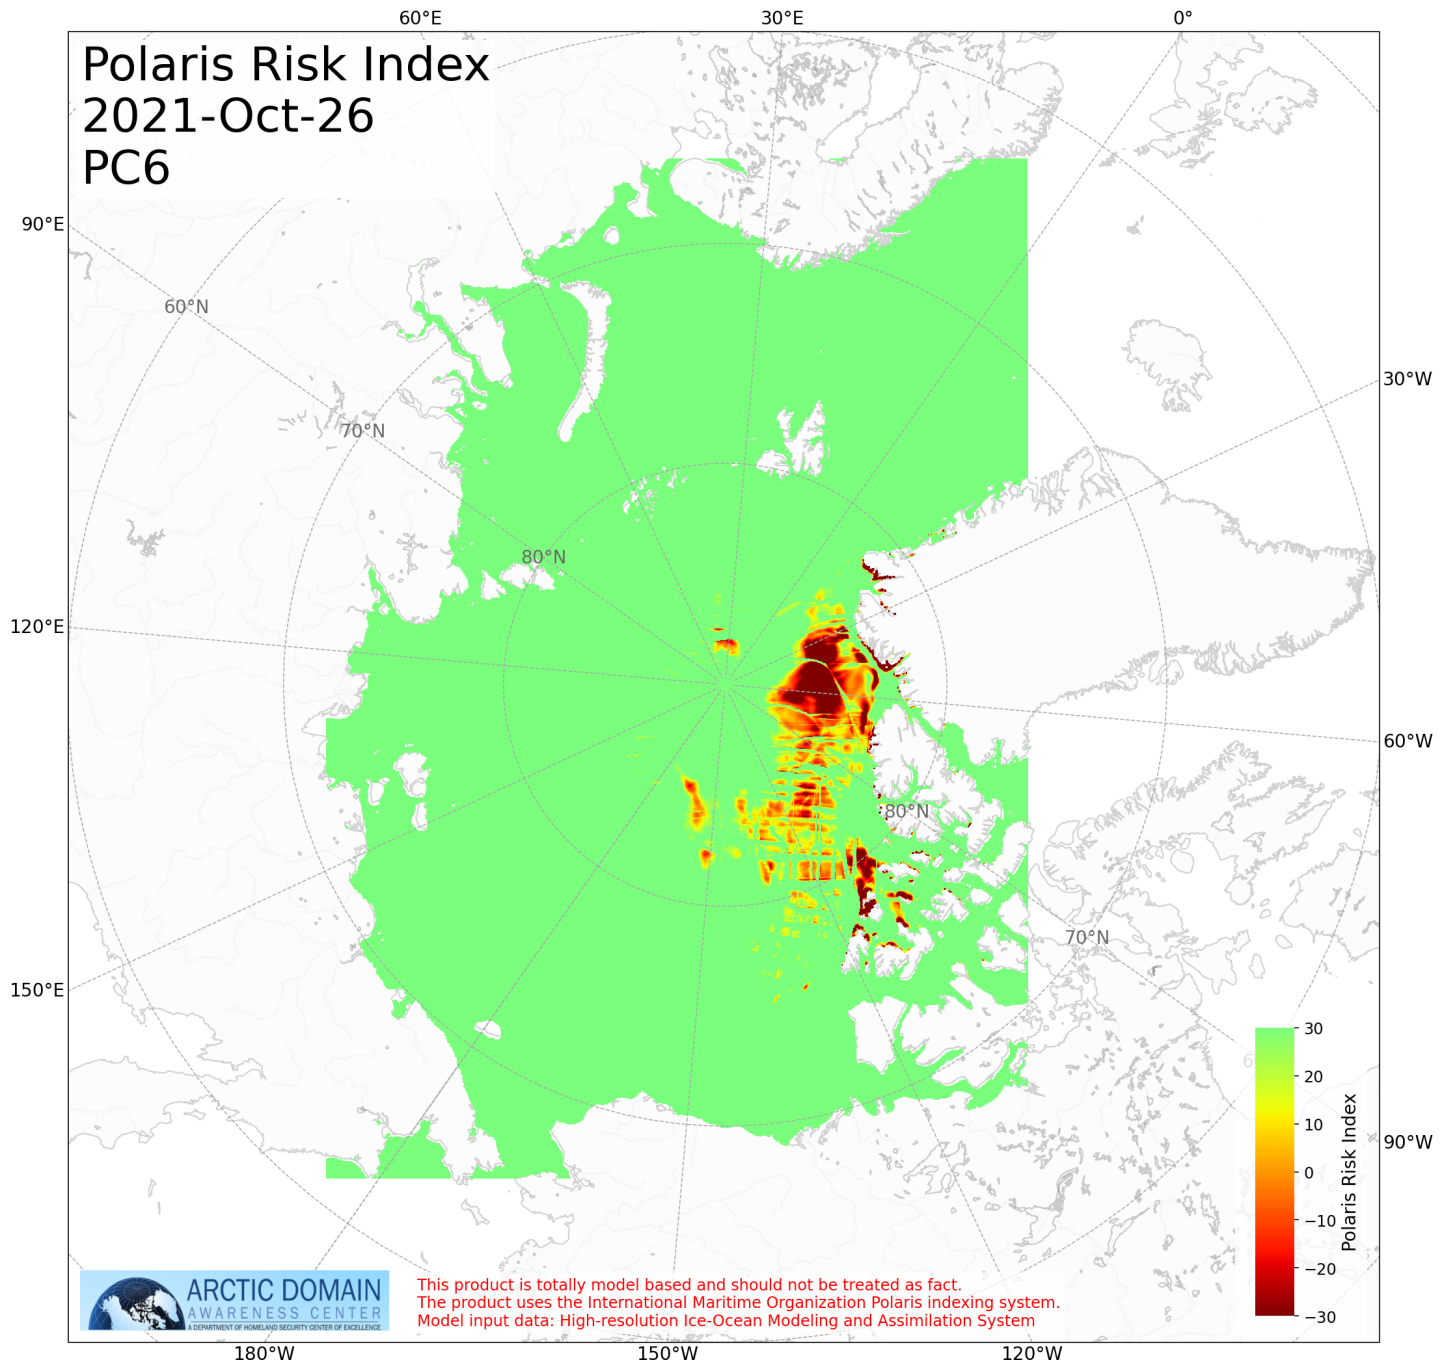 60°E 30°E 0°
Polaris Risk Index
2021-Oct-26
PC6
90°E
60°N
30°W
70°N
80°N
120°E
60°W
80°N
70°N
150°E
30
20
10
0
−10
−20
−30
Polaris Risk Index
90°W
ARCTIC DOMAIN
AWARENESS CENTER
A DEPARTMENT OF HOMELAND SECURITY CENTER OF EXCELLENCE
This product is totally model based and should not be treated as fact.
The product uses the International Maritime Organization Polaris indexing system.
Model input data: High-resolution Ice-Ocean Modeling and Assimilation System
180°W 150°W 120°W